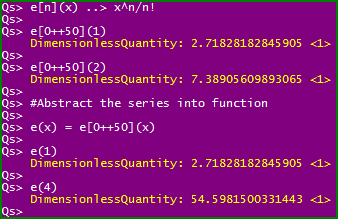 Qs> e[n](x) ..> x^n/n!
Qs>
Qs> e[0++50](1)
DimensionlessQuantity: 2.71828182845905 <1>
Qs>
Qs> e[0++50](2)
DimensionlessQuantity: 7.38905609893065 <1>
Qs>
Qs> #Abstract the series into function
Qs>
Qs> e(x) = e[0++50](x)
Qs>
Qs> e(1)
DimensionlessQuantity: 2.71828182845905 <1>
Qs>
Qs> e(4)
DimensionlessQuantity: 54.5981500331443 <1>
Qs>